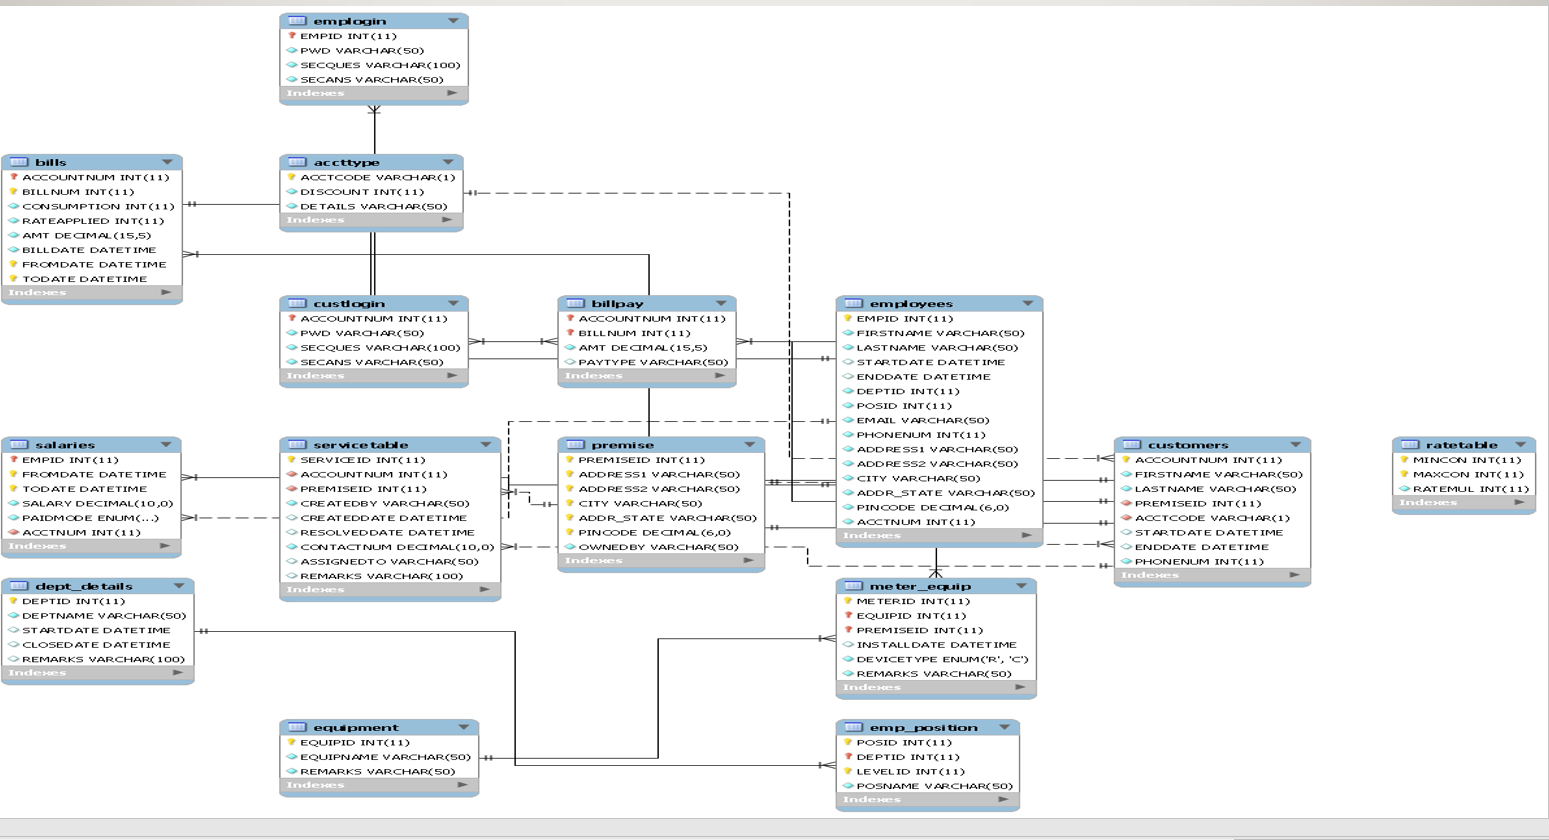 emplogin
EMPID INT(11)
PWD VARCHAR(50)
SECQUES VARCHAR(100)
SECANS VARCHAR(50)
Indexes
bills
ACCOUNTNUM INT(11)
BILLNUM INT(11)
CONSUMPTION INT(11)
RATEAPPLIED INT(11)
AMT DECIMAL(15,5)
BILLDATE DATETIME
FROMDATE DATETIME
TODATE DATETIME
Indexes
accttype
ACCTCODE VARCHAR(1)
DISCOUNT INT(11)
DETAILS VARCHAR(50)
Indexes
custlogin
ACCOUNTNUM INT(11)
PWD VARCHAR(50)
SECQUES VARCHAR(100)
SECANS VARCHAR(50)
Indexes
billpay
ACCOUNTNUM INT(11)
BILLNUM INT(11)
AMT DECIMAL(15,5)
PAYTYPE VARCHAR(50)
Indexes
employees
EMPID INT(11)
FIRSTNAME VARCHAR(50)
LASTNAME VARCHAR(50)
STARTDATE DATETIME
ENDDATE DATETIME
DEPTID INT(11)
POSID INT(11)
EMAIL VARCHAR(50)
PHONENUM INT(11)
ADDRESS1 VARCHAR(50)
ADDRESS2 VARCHAR(50)
CITY VARCHAR(50)
ADDR_STATE VARCHAR(50)
PINCODE DECIMAL(6,0)
ACCTNUM INT(11)
Indexes
salaries
EMPID INT(11)
FROMDATE DATETIME
TODATE DATETIME
SALARY DECIMAL(10,0)
PAIDMODE ENUM(...)
ACCTNUM INT(11)
Indexes
servicetable
SERVICEID INT(11)
ACCOUNTNUM INT(11)
PREMISEID INT(11)
CREATEDBY VARCHAR(50)
CREATEDDATE DATETIME
RESOLVEDDATE DATETIME
CONTACTNUM DECIMAL(10,0)
ASSIGNEDTO VARCHAR(50)
REMARKS VARCHAR(100)
Indexes
premise
PREMISEID INT(11)
ADDRESS1 VARCHAR(50)
ADDRESS2 VARCHAR(50)
CITY VARCHAR(50)
ADDR_STATE VARCHAR(50)
PINCODE DECIMAL(6,0)
OWNEDBY VARCHAR(50)
Indexes
customers
ACCOUNTNUM INT(11)
FIRSTNAME VARCHAR(50)
LASTNAME VARCHAR(50)
PREMISEID INT(11)
ACCTCODE VARCHAR(1)
STARTDATE DATETIME
ENDDATE DATETIME
PHONENUM INT(11)
Indexes
ratetable
MINCON INT(11)
MAXCON INT(11)
RATEMUL INT(11)
Indexes
dept_details
DEPTID INT(11)
DEPTNAME VARCHAR(50)
STARTDATE DATETIME
CLOSEDATE DATETIME
REMARKS VARCHAR(100)
Indexes
meter_equip
METERID INT(11)
EQUIPID INT(11)
PREMISEID INT(11)
INSTALLDATE DATETIME
DEVICETYPE ENUM('R', 'C')
REMARKS VARCHAR(50)
Indexes
equipment
EQUIPID INT(11)
EQUIPNAME VARCHAR(50)
REMARKS VARCHAR(50)
Indexes
emp_position
POSID INT(11)
DEPTID INT(11)
LEVELID INT(11)
POSNAME VARCHAR(50)
Indexes